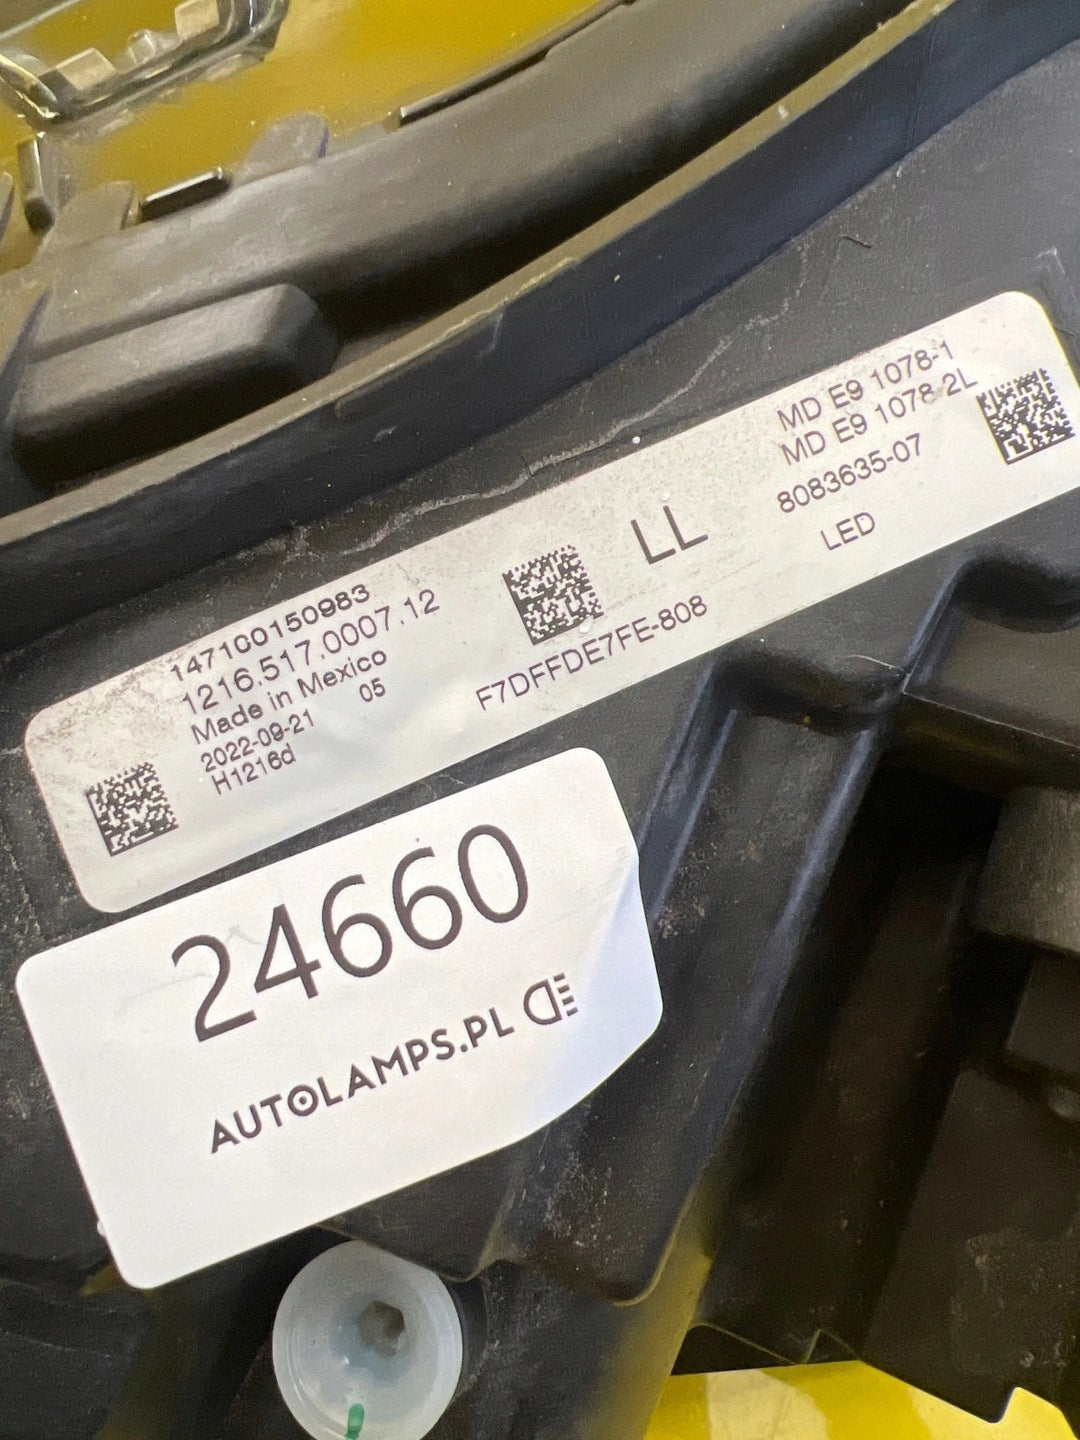 147100150983
1216.517.0007.12
Made in Mexico
2022-09-21 05
H1216d
LL
F7DFFDE7FE-808
MD E9 1078-1
MD E9 1078-2L
8083635-07
LED
24660
AUTOLAMPS.PL